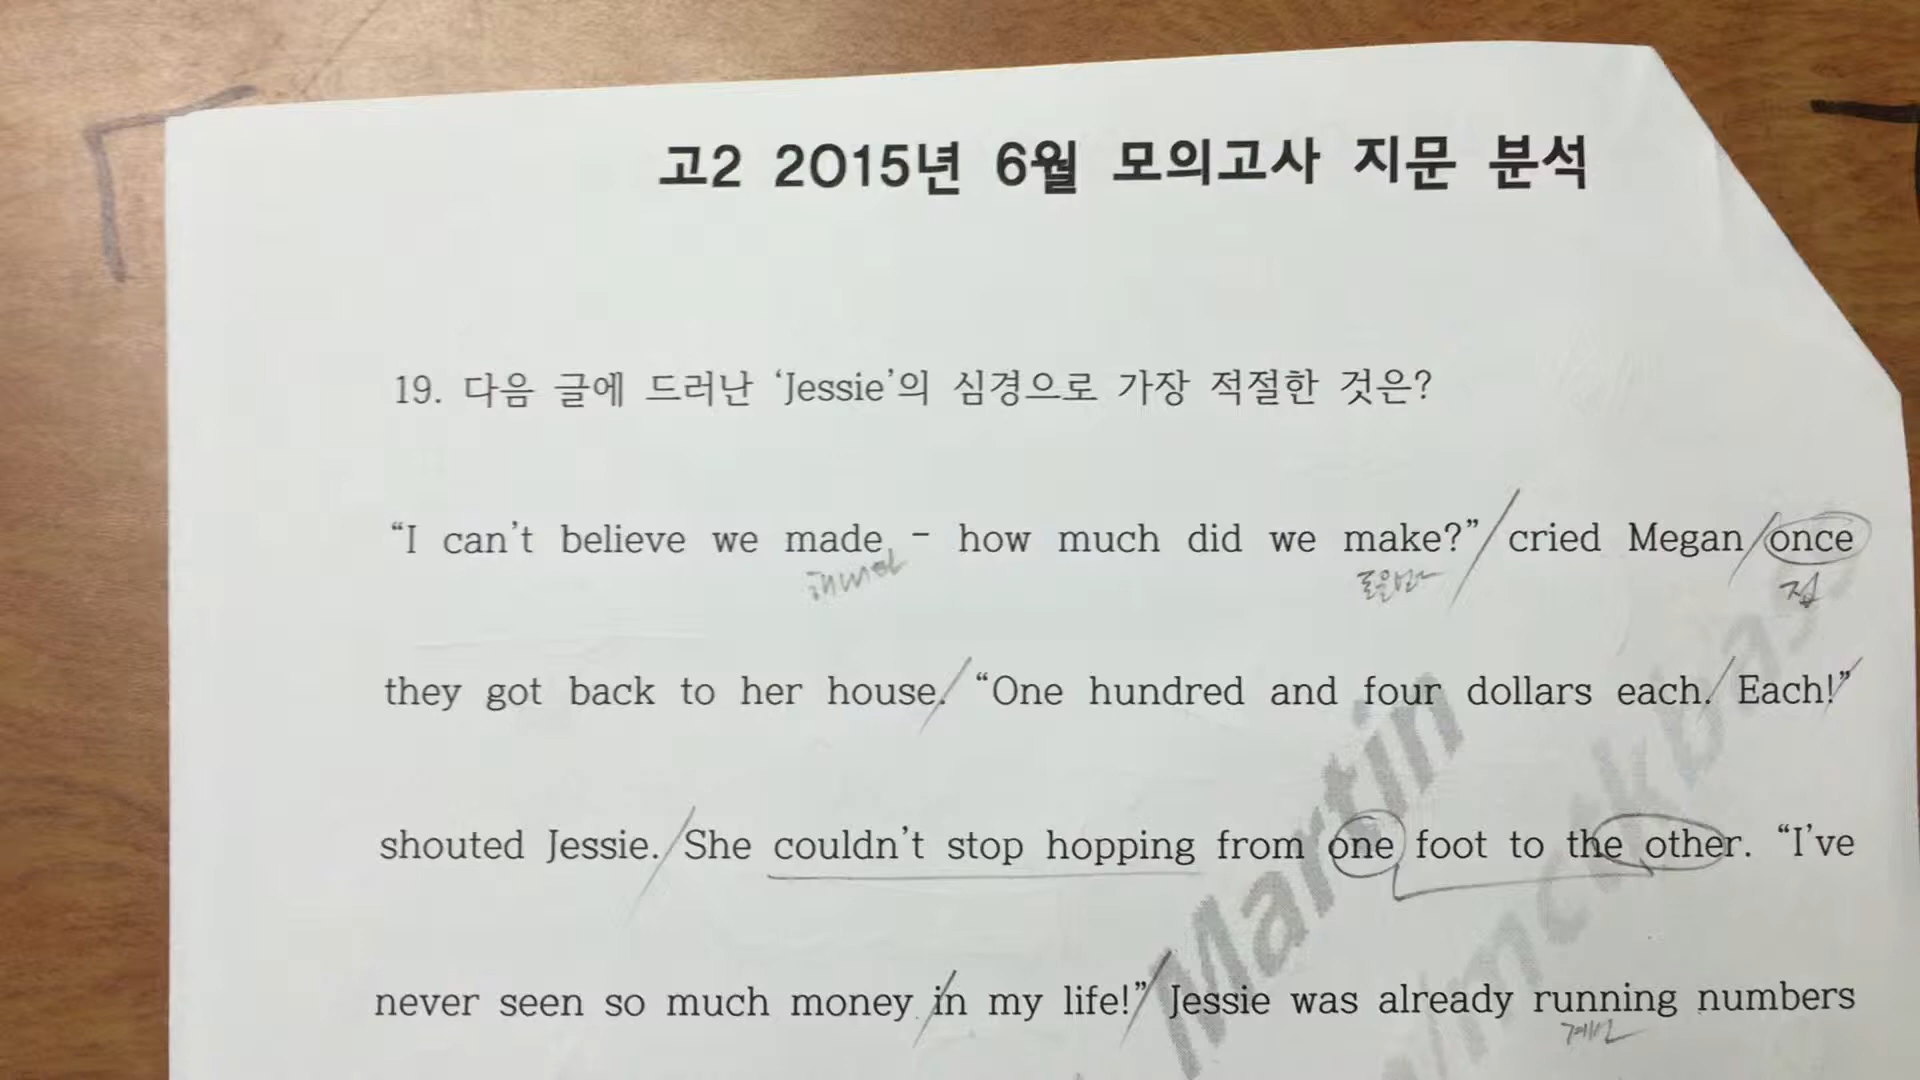 고2 2015년 6월 모의고사 지문 분석
19. 다음 글에 드러난 ‘Jessie’의 심경으로 가장 적절한 것은?
“I can’t believe we made - how much did we make?” cried Megan once
they got back to her house. “One hundred and four dollars each. Each!”
shouted Jessie. She couldn’t stop hopping from one foot to the other. “I’ve
never seen so much money in my life!” Jessie was already running numbers
계산
Martin